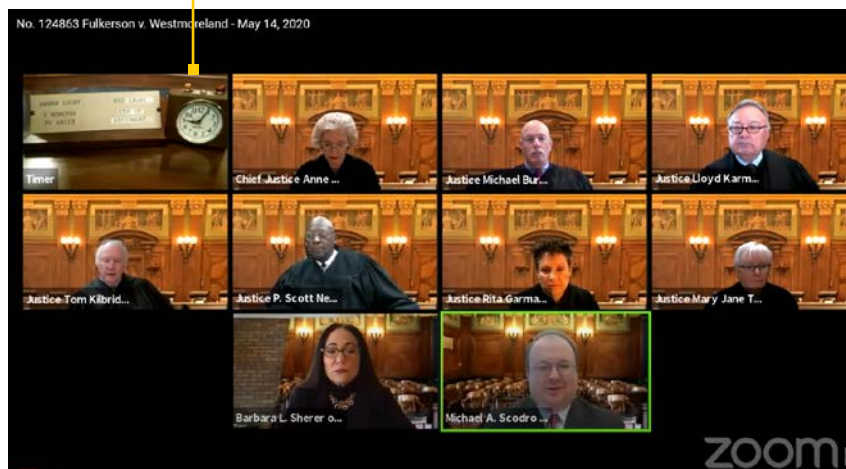 No. 124863 Fulkerson v. Westmoreland - May 14, 2020
AMBER LIGHT RED LIGHT
2 MINUTES END OF
TO ARGUE ARGUMENT
Timer
Chief Justice Anne ...
Justice Michael Bur...
Justice Lloyd Karm...
Justice Tom Kilbrid...
Justice P. Scott Ne...
Justice Rita Garma...
Justice Mary Jane T...
Barbara L. Sherer o...
Michael A. Scodro ...
zoom